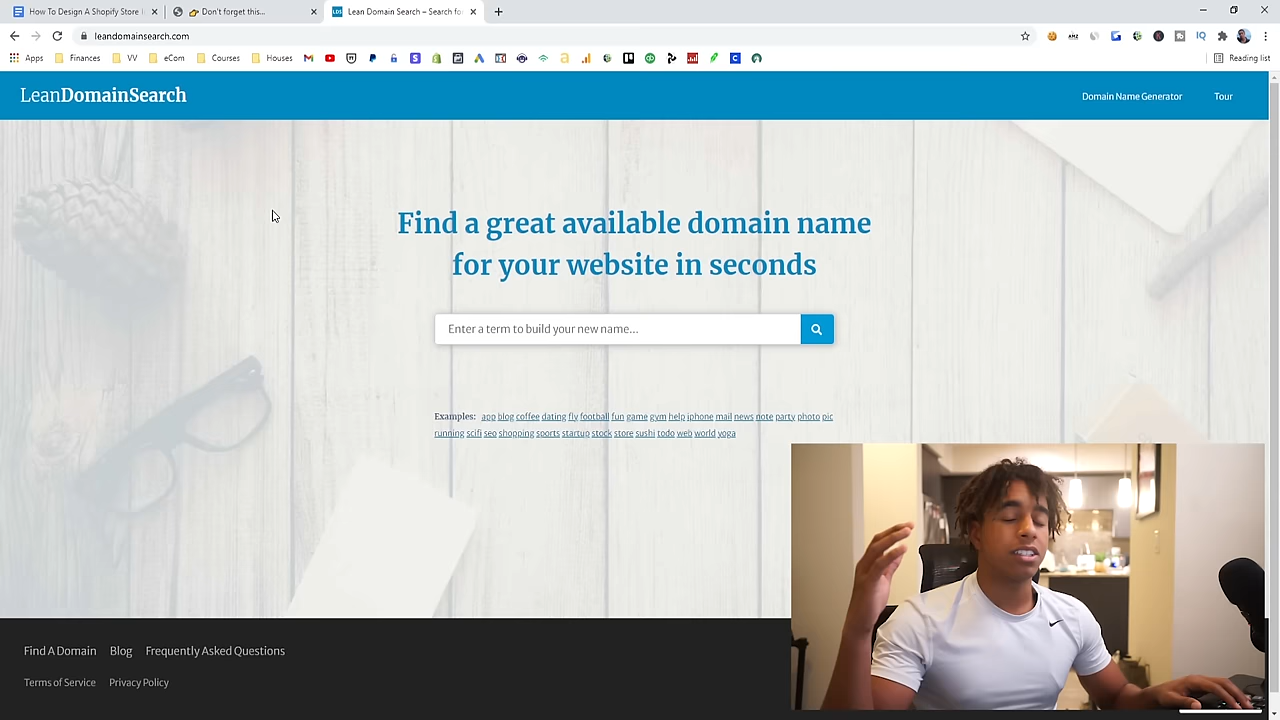 How To Design A Shopify Store
👉 Don't forget this...
Lean Domain Search – Search fo
leandomainsearch.com
Apps
Finances
VV
eCom
Courses
Houses
Reading list
LeanDomainSearch
Domain Name Generator
Tour
Find a great available domain name
for your website in seconds
Enter a term to build your new name...
Examples: app blog coffee dating fly football fun game gym help iphone mail news note party photo pic
running scifi seo shopping sports startup stock store sushi todo web world yoga
Find A Domain
Blog
Frequently Asked Questions
Terms of Service
Privacy Policy